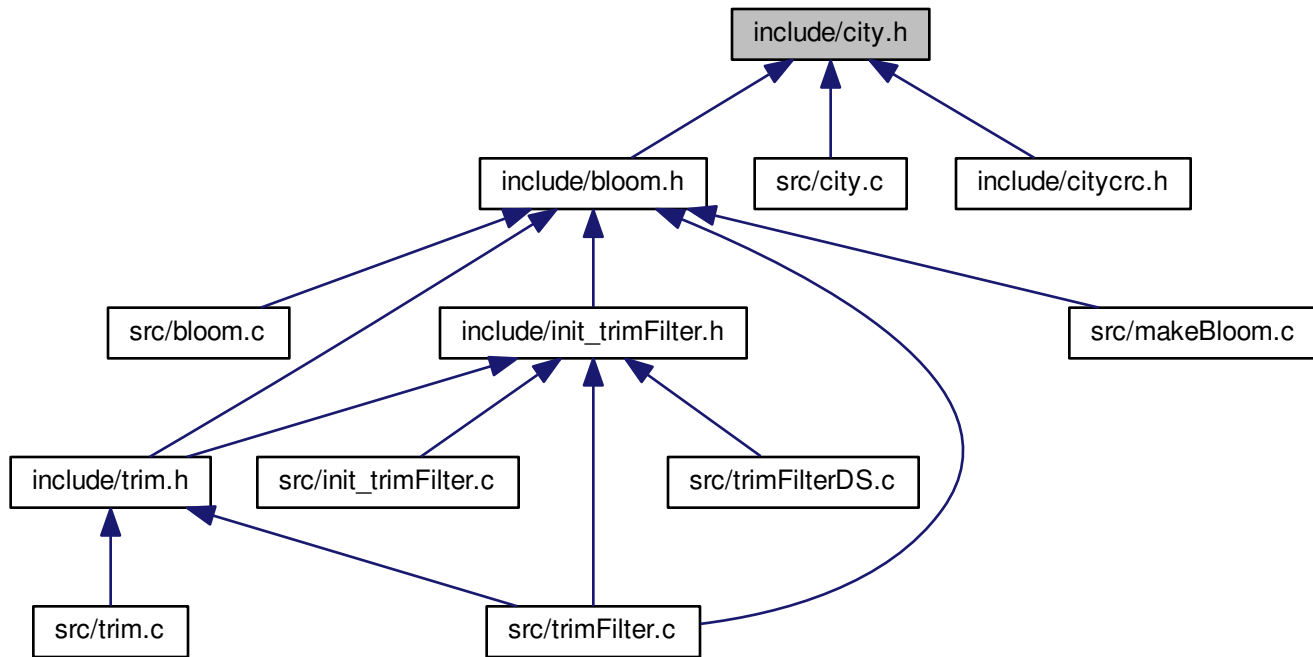 include/city.h
include/bloom.h
src/city.c
include/citycrc.h
src/bloom.c
include/init_trimFilter.h
src/makeBloom.c
include/trim.h
src/init_trimFilter.c
src/trimFilterDS.c
src/trim.c
src/trimFilter.c